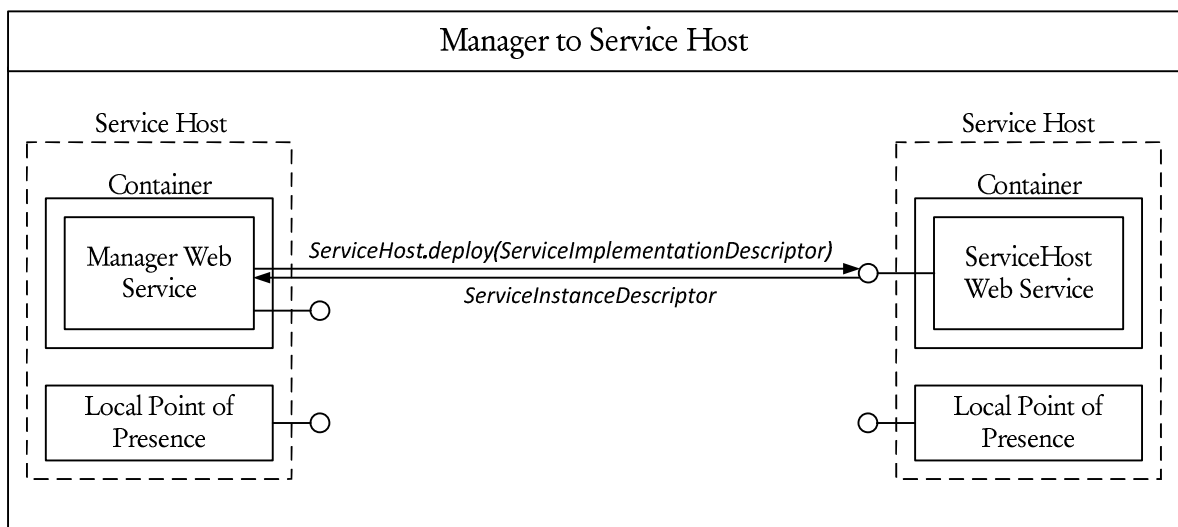 Manager to Service Host
Service Host
Service Host
Container
Container
Manager Web
Service
ServiceHost.deploy(ServiceImplementationDescriptor)
ServiceInstanceDescriptor
ServiceHost
Web Service
Local Point of
Presence
Local Point of
Presence